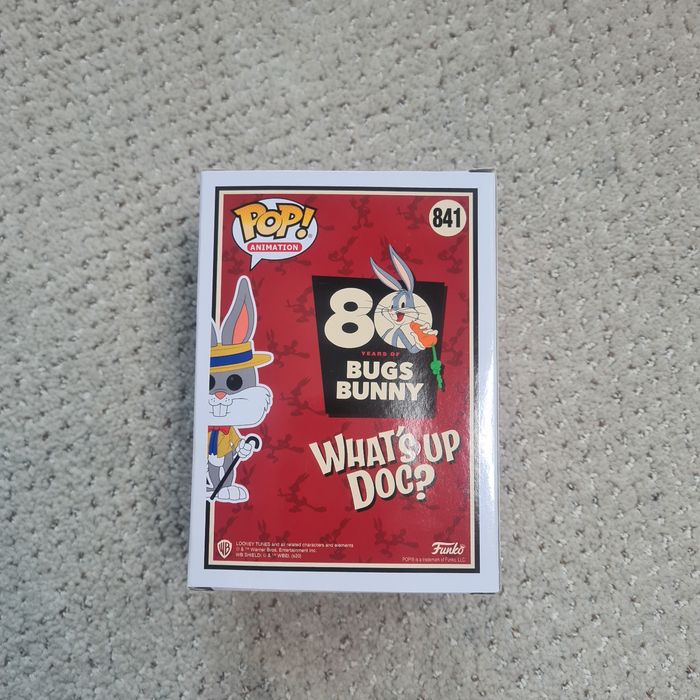 POP!
ANIMATION
841
80
YEARS OF
BUGS
BUNNY
WHAT'S UP
DOC?
WB
LOONEY TUNES and all related characters and elements
© & ™ Warner Bros. Entertainment Inc.
WB SHIELD: © & ™ WBEI. (s20)
Funko
POP!® is a trademark of Funko, LLC